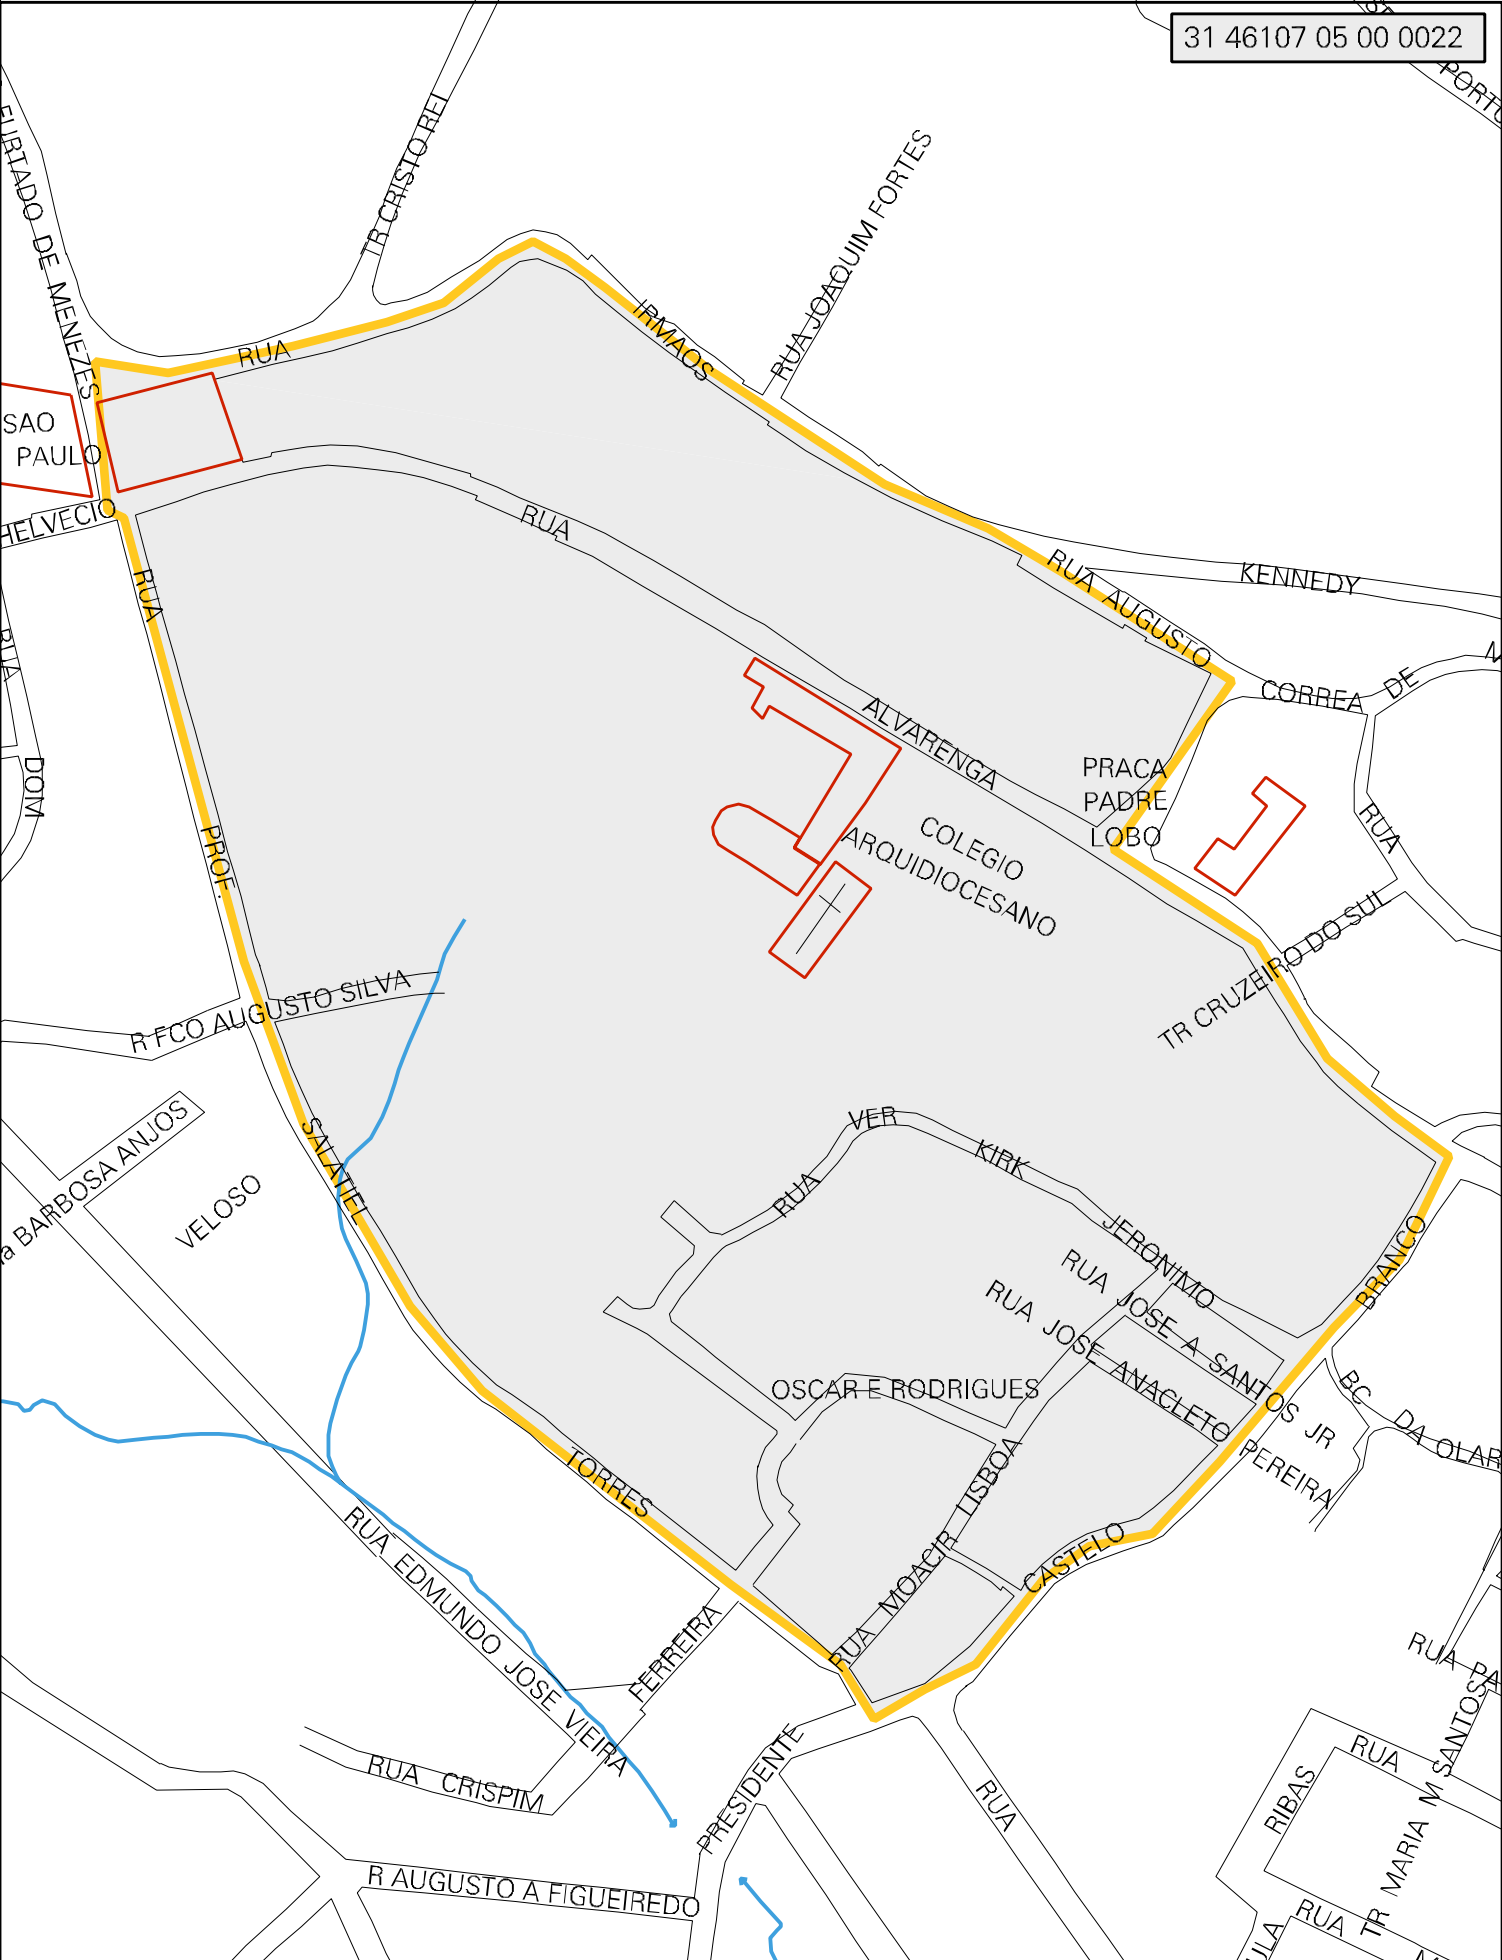 31 46107 05 00 0022
FURTADO DE MENEZES
TR CRISTO REI
RUA JOAQUIM FORTES
RUA
IRMAOS
KENNEDY
SAO
PAULO
HELVECIO
RUA
RUA
RUA AUGUSTO
CORREA
DE
RUA
DOM
ALVARENGA
PRACA
PADRE
LOBO
RUA
PROF.
COLEGIO
ARQUIDIOCESANO
TR CRUZEIRO DO SUL
R FCO AUGUSTO SILVA
BARBOSA ANJOS
VELOSO
SALATIEL
RUA
VER
KIRK
JERONIMO
RUA JOSE A SANTOS JR
RUA JOSE ANACLETO
PEREIRA
BRANCO
BC
DA OLAR
OSCAR E RODRIGUES
TORRES
RUA MOACIR LISBOA
CASTELO
RUA EDMUNDO JOSE VIEIRA
FERREIRA
RUA CRISPIM
PRESIDENTE
RUA
R AUGUSTO A FIGUEIREDO
RUA PA
RUA
RIBAS
TR MARIA M SANTOS
RUA